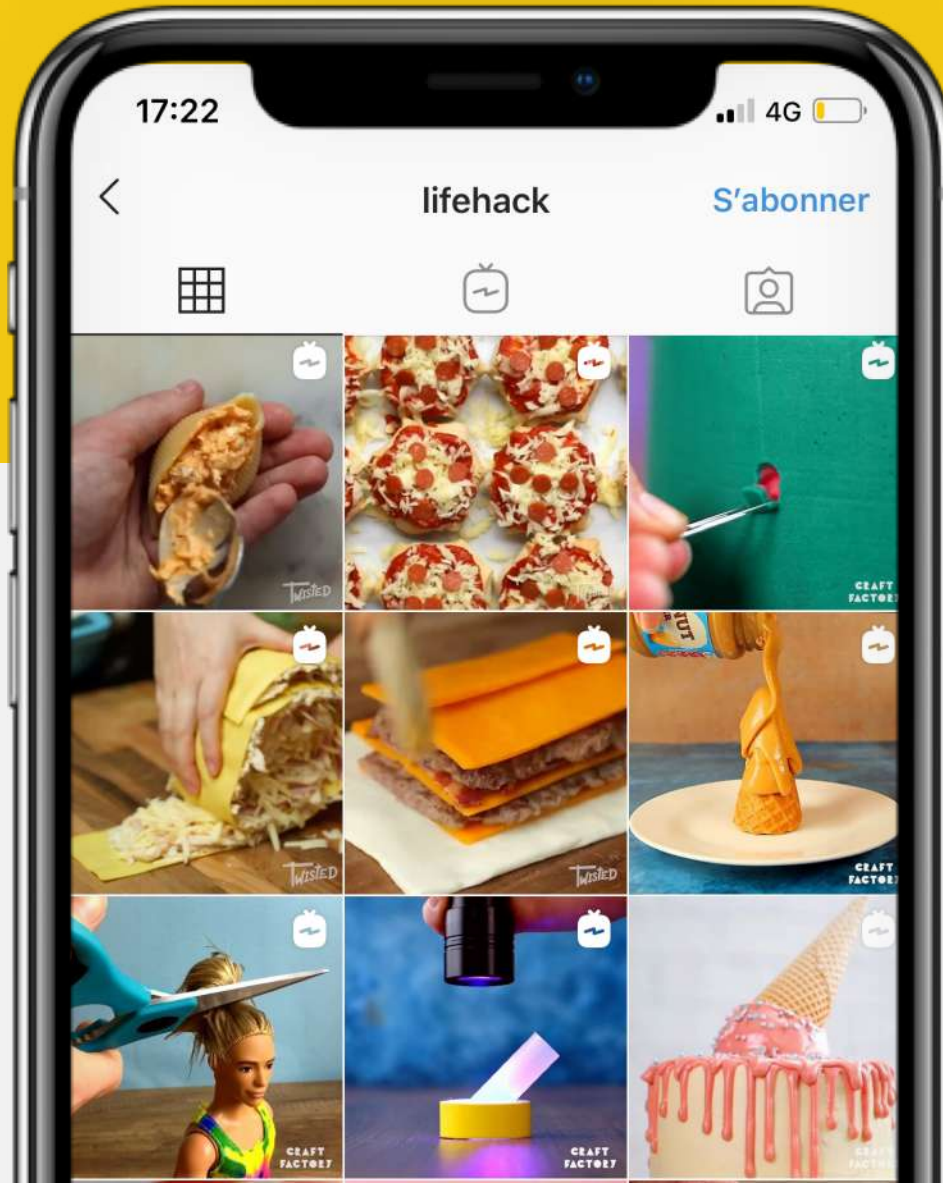 17:22
4G
lifehack
S'abonner
TWISTED
CRAFT
FACTORY
TWISTED
TWISTED
CRAFT
FACTORY
CRAFT
FACTORY
CRAFT
FACTORY